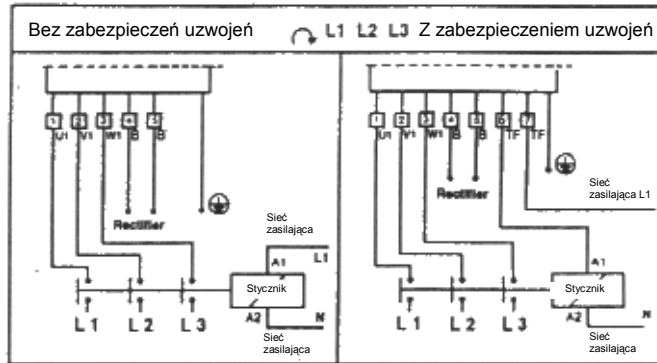 Bez zabezpieczeń uzwojeń
L1 L2 L3
Z zabezpieczeniem uzwojeń
1 2 3 4 5
U1 V1 W1 B B
Rectifier
Sieć
zasilająca
L1
A1
Stycznik
A2
N
Sieć
zasilająca
L 1 L 2 L 3
1 2 3 4 5 6 7
U1 V1 W1 B B TF TF
Rectifier
Sieć
zasilająca L1
A1
Stycznik
A2
N
Sieć
zasilająca
L 1 L 2 L 3